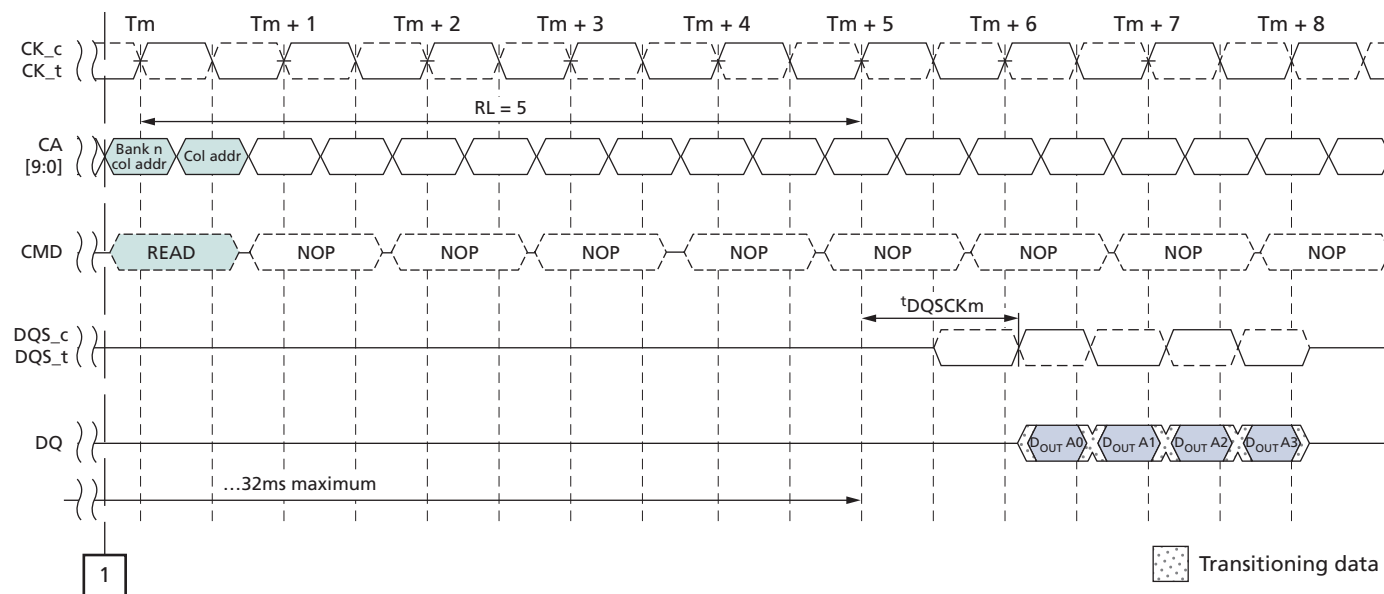 Tm Tm + 1 Tm + 2 Tm + 3 Tm + 4 Tm + 5 Tm + 6 Tm + 7 Tm + 8
CK_c
CK_t
RL = 5
CA
[9:0]
Bank n
col addr
Col addr
CMD
READ NOP NOP NOP NOP NOP NOP NOP NOP
tDQSCKm
DQS_c
DQS_t
DQ
DOUT A0 DOUT A1 DOUT A2 DOUT A3
…32ms maximum
1
Transitioning data